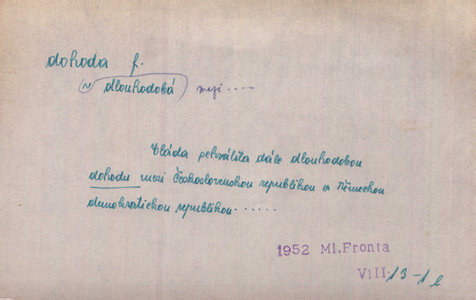 dohoda f.
~ dlouhodobá mezi ....
Vláda schválila dále dlouhodobou
dohodu mezi Československou republikou a Německou
demokratickou republikou......
1952 Ml.Fronta
VIII 13-1